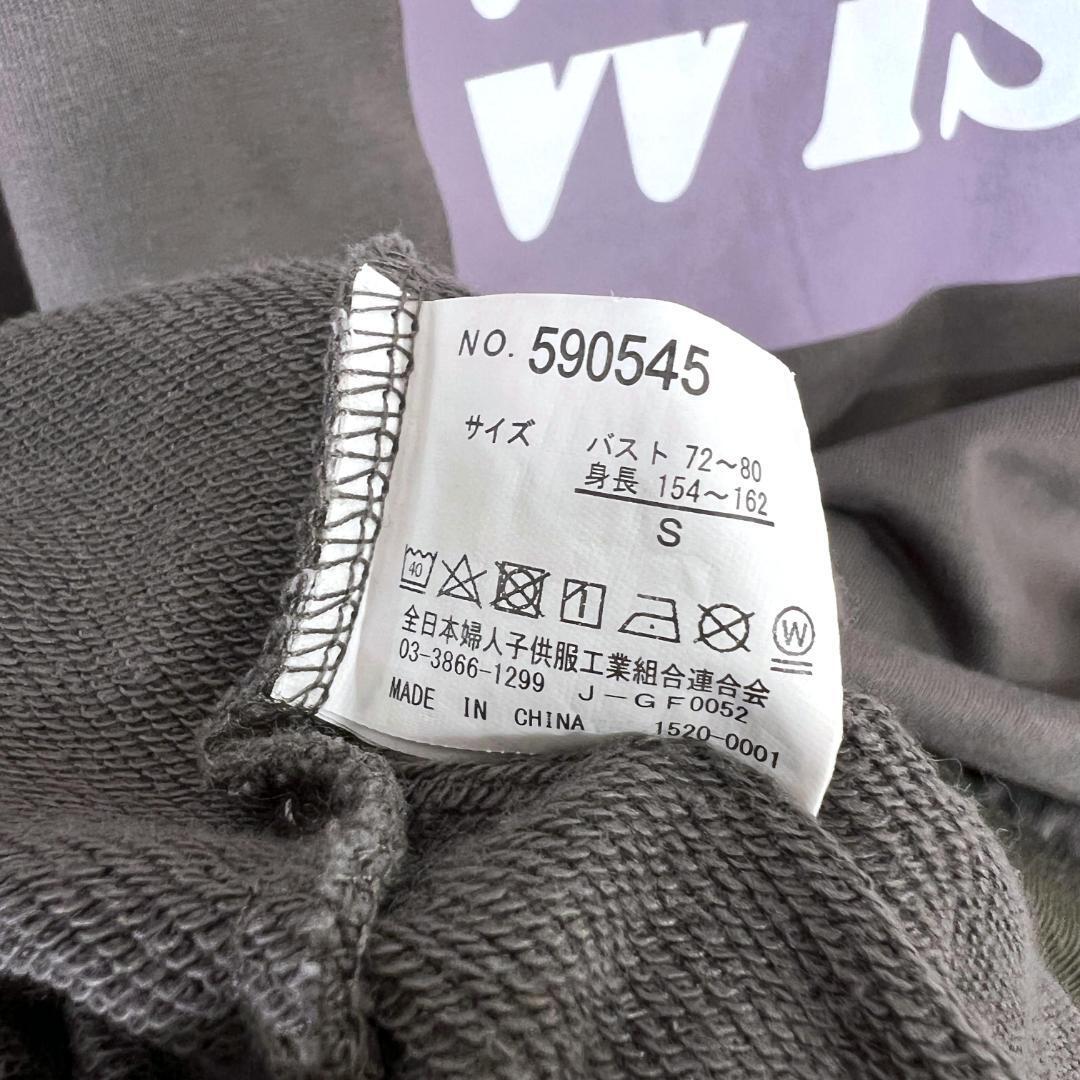 WIS
NO. 590545
サイズ バスト 72~80
身長 154~162
S
40 1 W
全日本婦人子供服工業組合連合会
03-3866-1299 J-GF0052
MADE IN CHINA 1520-0001